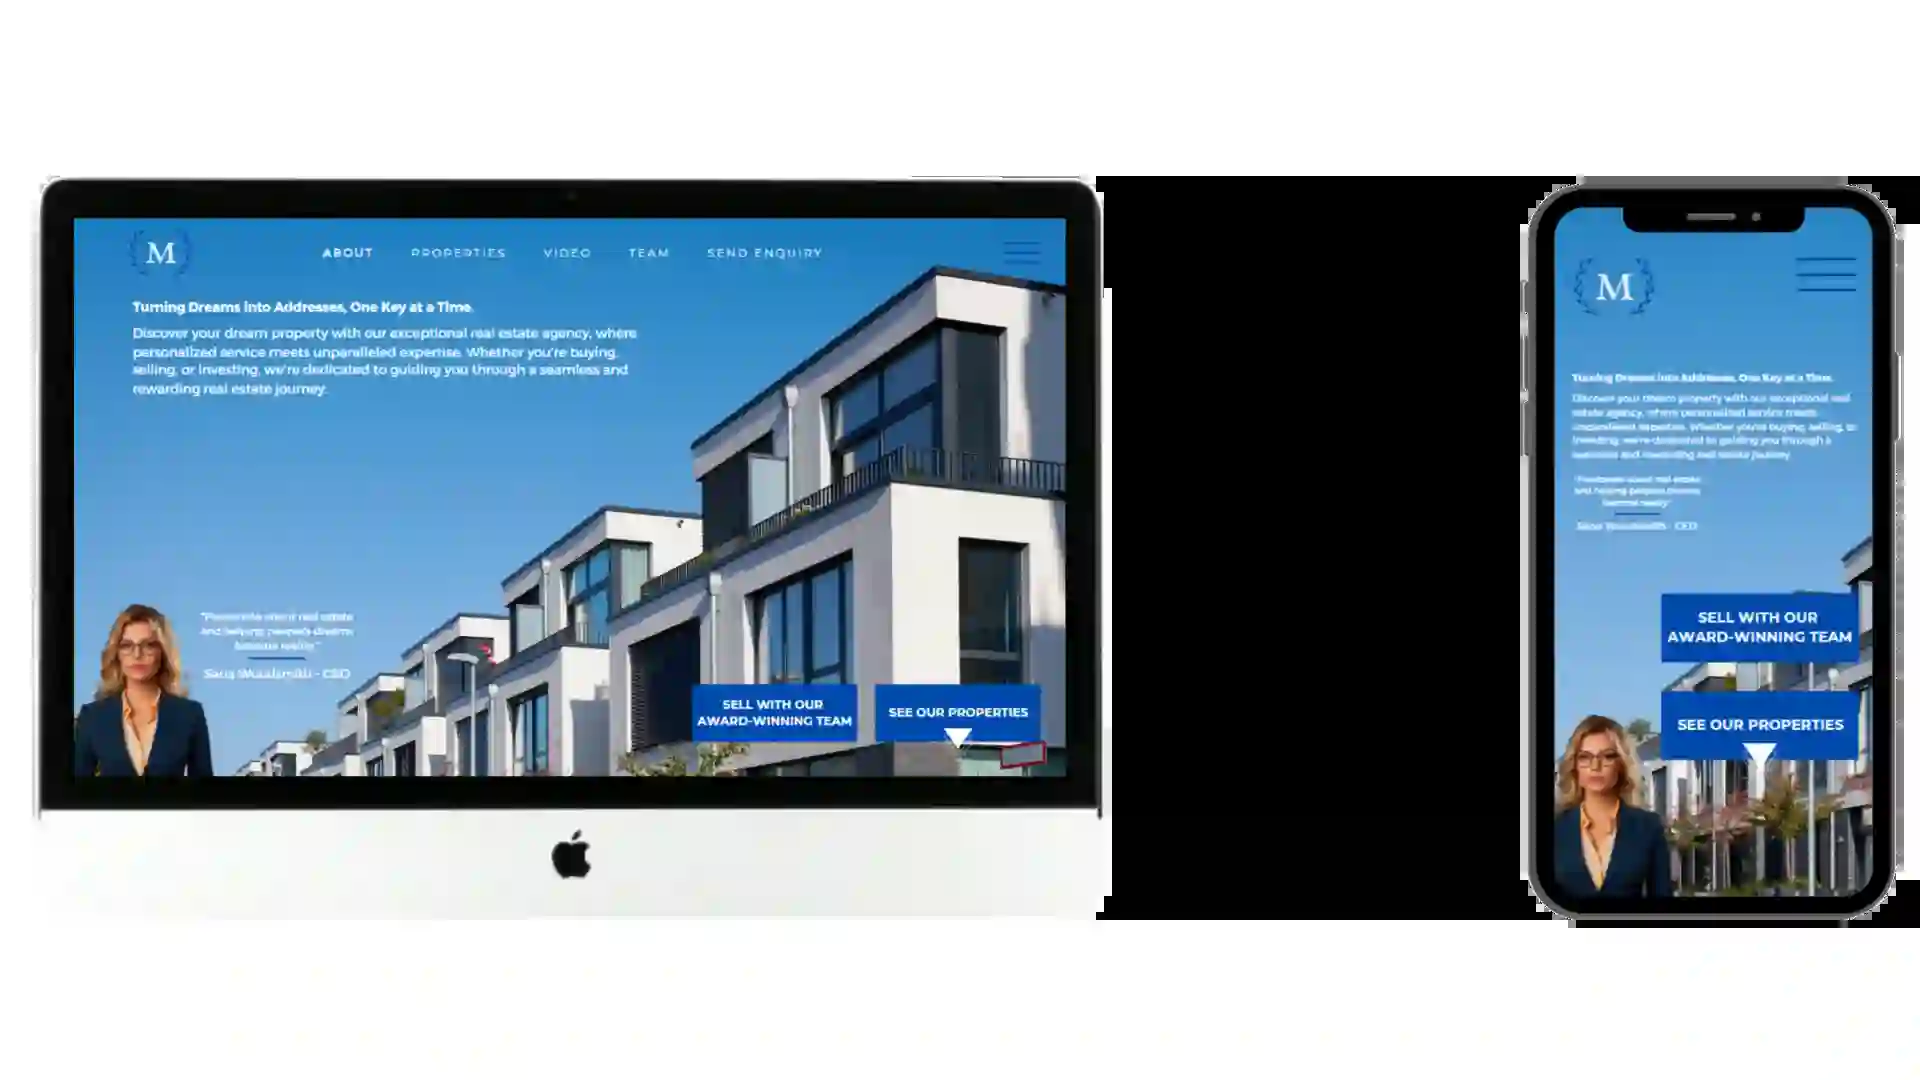 M
ABOUT PROPERTIES VIDEO TEAM SEND ENQUIRY
Turning Dreams into Addresses, One Key at a Time.
Discover your dream property with our exceptional real estate agency, where
personalized service meets unparalleled expertise. Whether you're buying,
selling, or investing, we're dedicated to guiding you through a seamless and
rewarding real estate journey.
"Passionate about real estate
and helping people's dreams
become reality"
- CEO
SELL WITH OUR
AWARD-WINNING TEAM
SEE OUR PROPERTIES
M
Turning Dreams into Addresses, One Key at a Time.
Discover your dream property with our exceptional real
estate agency, where personalized service meets
unparalleled expertise. Whether you're buying, selling, or
investing, we're dedicated to guiding you through a
seamless and rewarding real estate journey.
"Passionate about real estate
and helping people's dreams
become reality"
- CEO
SELL WITH OUR
AWARD-WINNING TEAM
SEE OUR PROPERTIES